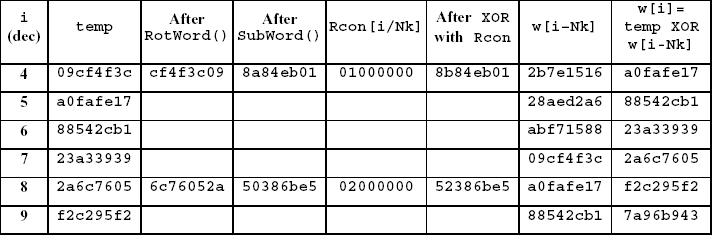 i (dec) temp After RotWord() After SubWord() Rcon[i/Nk] After XOR with Rcon w[i-Nk] w[i]= temp XOR w[i-Nk]
4 09cf4f3c cf4f3c09 8a84eb01 01000000 8b84eb01 2b7e1516 a0fafe17
5 a0fafe17 28aed2a6 88542cb1
6 88542cb1 abf71588 23a33939
7 23a33939 09cf4f3c 2a6c7605
8 2a6c7605 6c76052a 50386be5 02000000 52386be5 a0fafe17 f2c295f2
9 f2c295f2 88542cb1 7a96b943